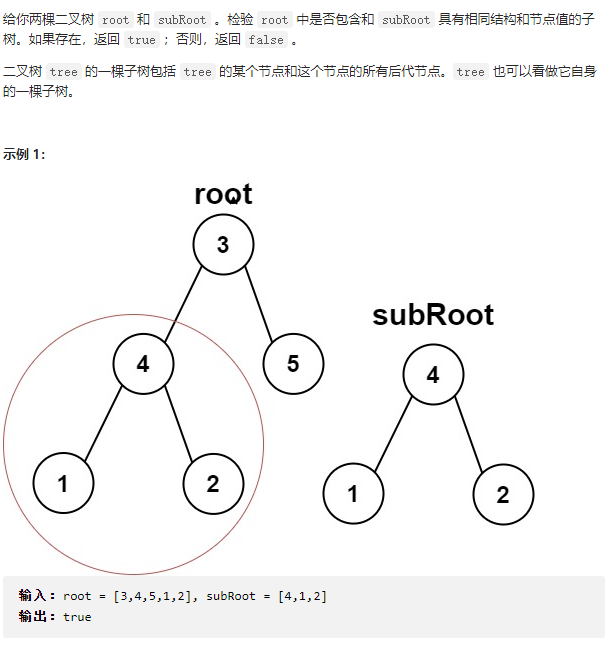 给你两棵二叉树 root 和 subRoot 。检验 root 中是否包含和 subRoot 具有相同结构和节点值的子
树。如果存在，返回 true ；否则，返回 false 。
二叉树 tree 的一棵子树包括 tree 的某个节点和这个节点的所有后代节点。tree 也可以看做它自身
的一棵子树。
示例 1：
root
3
subRoot
4
5
4
1
2
1
2
输入：root = [3,4,5,1,2], subRoot = [4,1,2]
输出：true